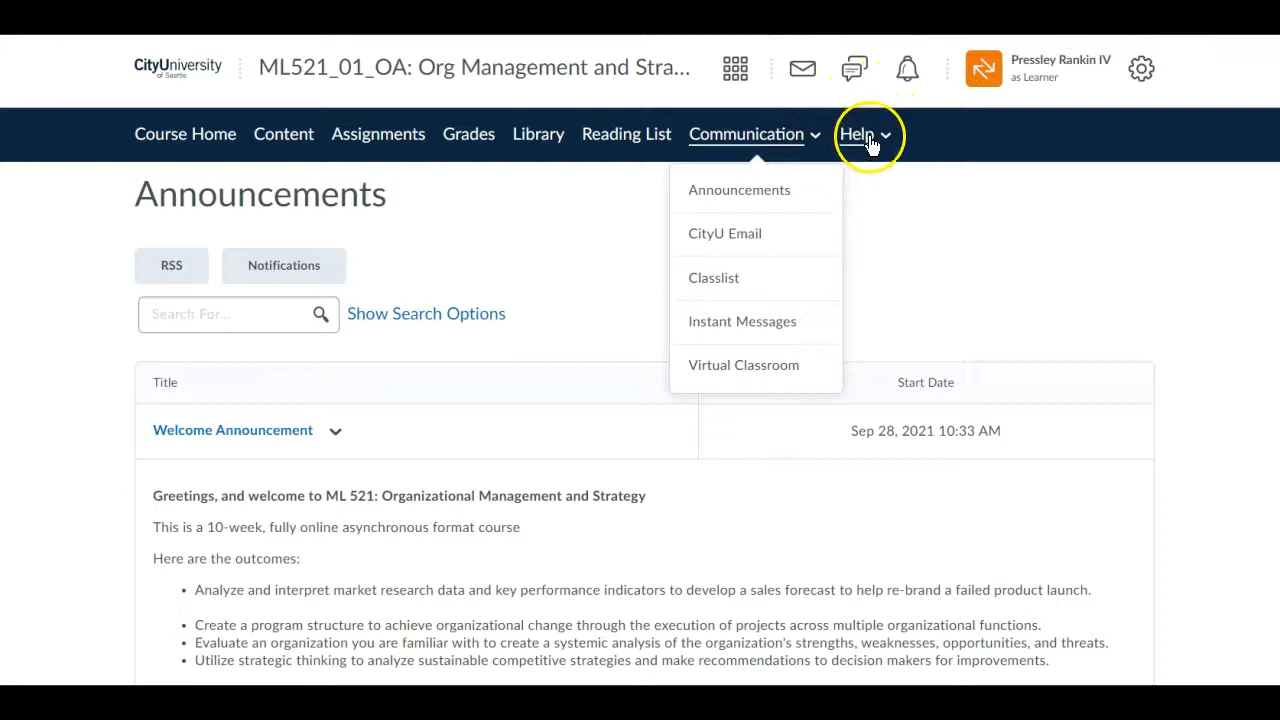 CityUniversity
of Seattle
ML521_01_OA: Org Management and Stra...
Pressley Rankin IV
as Learner
Course Home Content Assignments Grades Library Reading List Communication Help
Announcements
Announcements
CityU Email
Classlist
Instant Messages
Virtual Classroom
RSS Notifications
Search For... Show Search Options
Title Start Date
Welcome Announcement Sep 28, 2021 10:33 AM
Greetings, and welcome to ML 521: Organizational Management and Strategy
This is a 10-week, fully online asynchronous format course
Here are the outcomes:
• Analyze and interpret market research data and key performance indicators to develop a sales forecast to help re-brand a failed product launch.
• Create a program structure to achieve organizational change through the execution of projects across multiple organizational functions.
• Evaluate an organization you are familiar with to create a systemic analysis of the organization's strengths, weaknesses, opportunities, and threats.
• Utilize strategic thinking to analyze sustainable competitive strategies and make recommendations to decision makers for improvements.